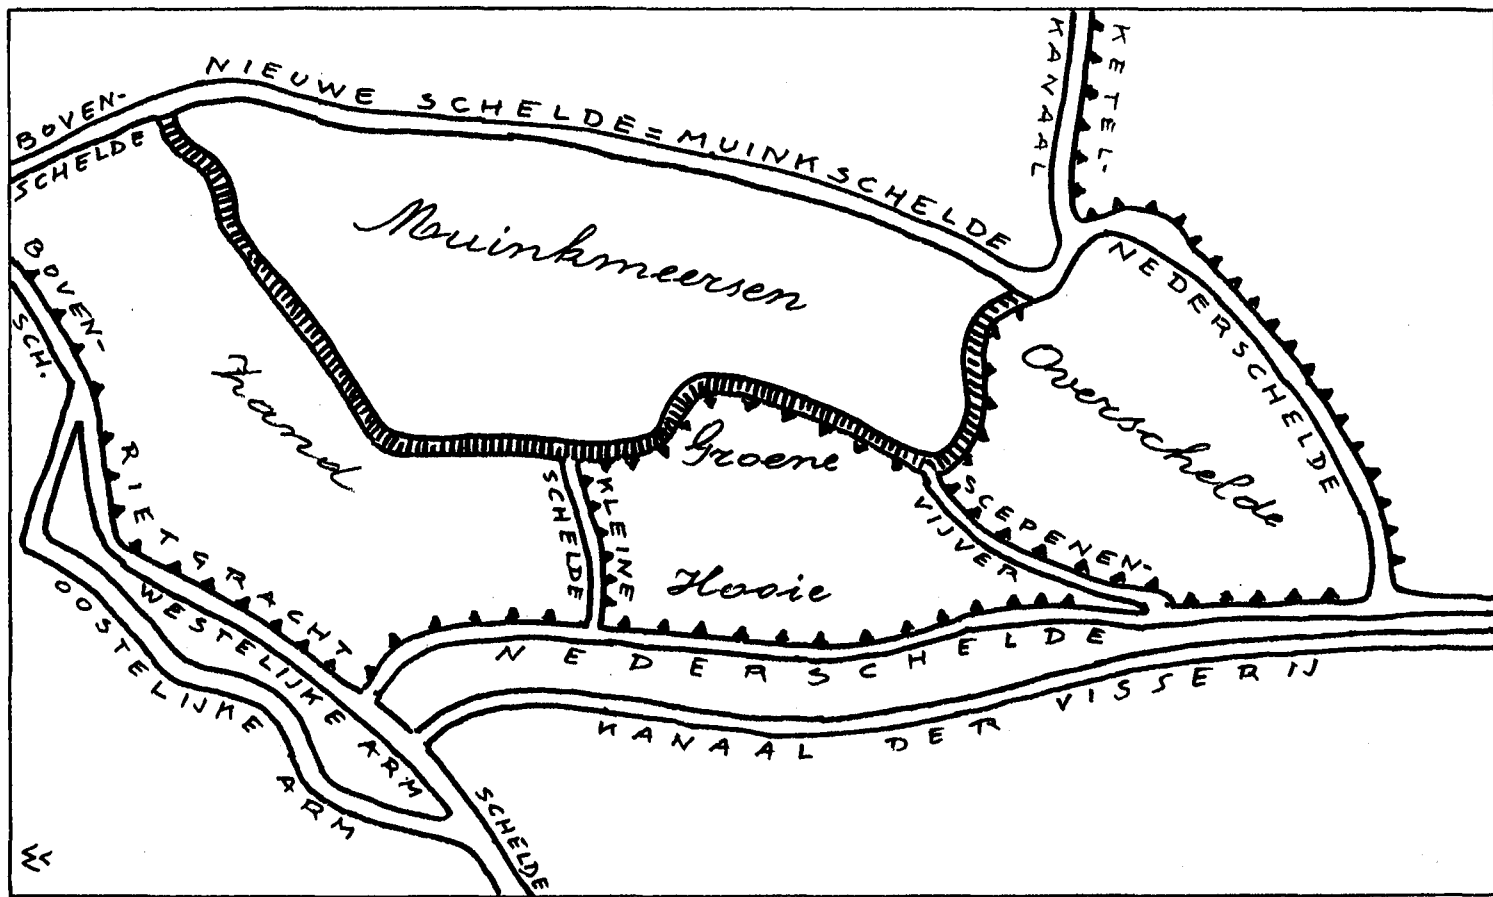 BOVEN-
SCHELDE
NIEUWE SCHELDE = MUINKSCHELDE
KETEL-
KANAAL
NEDERSCHELDE
Muinkmeersen
Overschelde
Zand
BOVEN-
SCH.
RIETGRACHT
WESTELIJKE ARM
OOSTELIJKE ARM
KLEINE
SCHELDE
Groene
Hooie
SCEPENEN-
VIJVER
NEDERSCHELDE
KANAAL DER VISSERIJ
SCHELDE